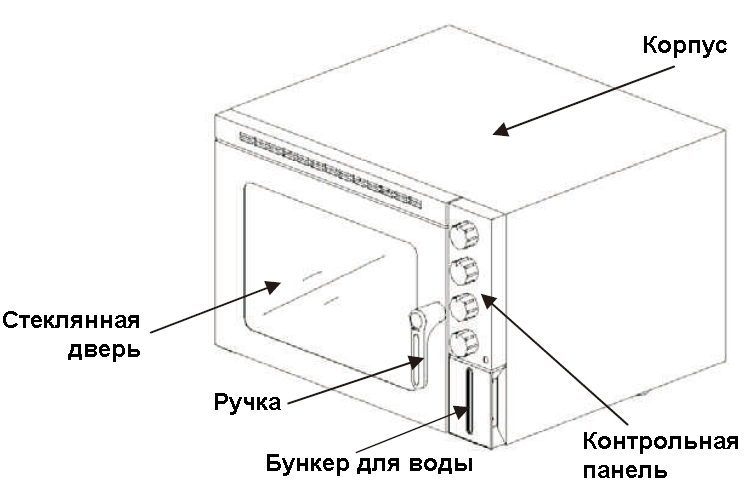 Корпус
Стеклянная
дверь
Ручка
Бункер для воды
Контрольная
панель